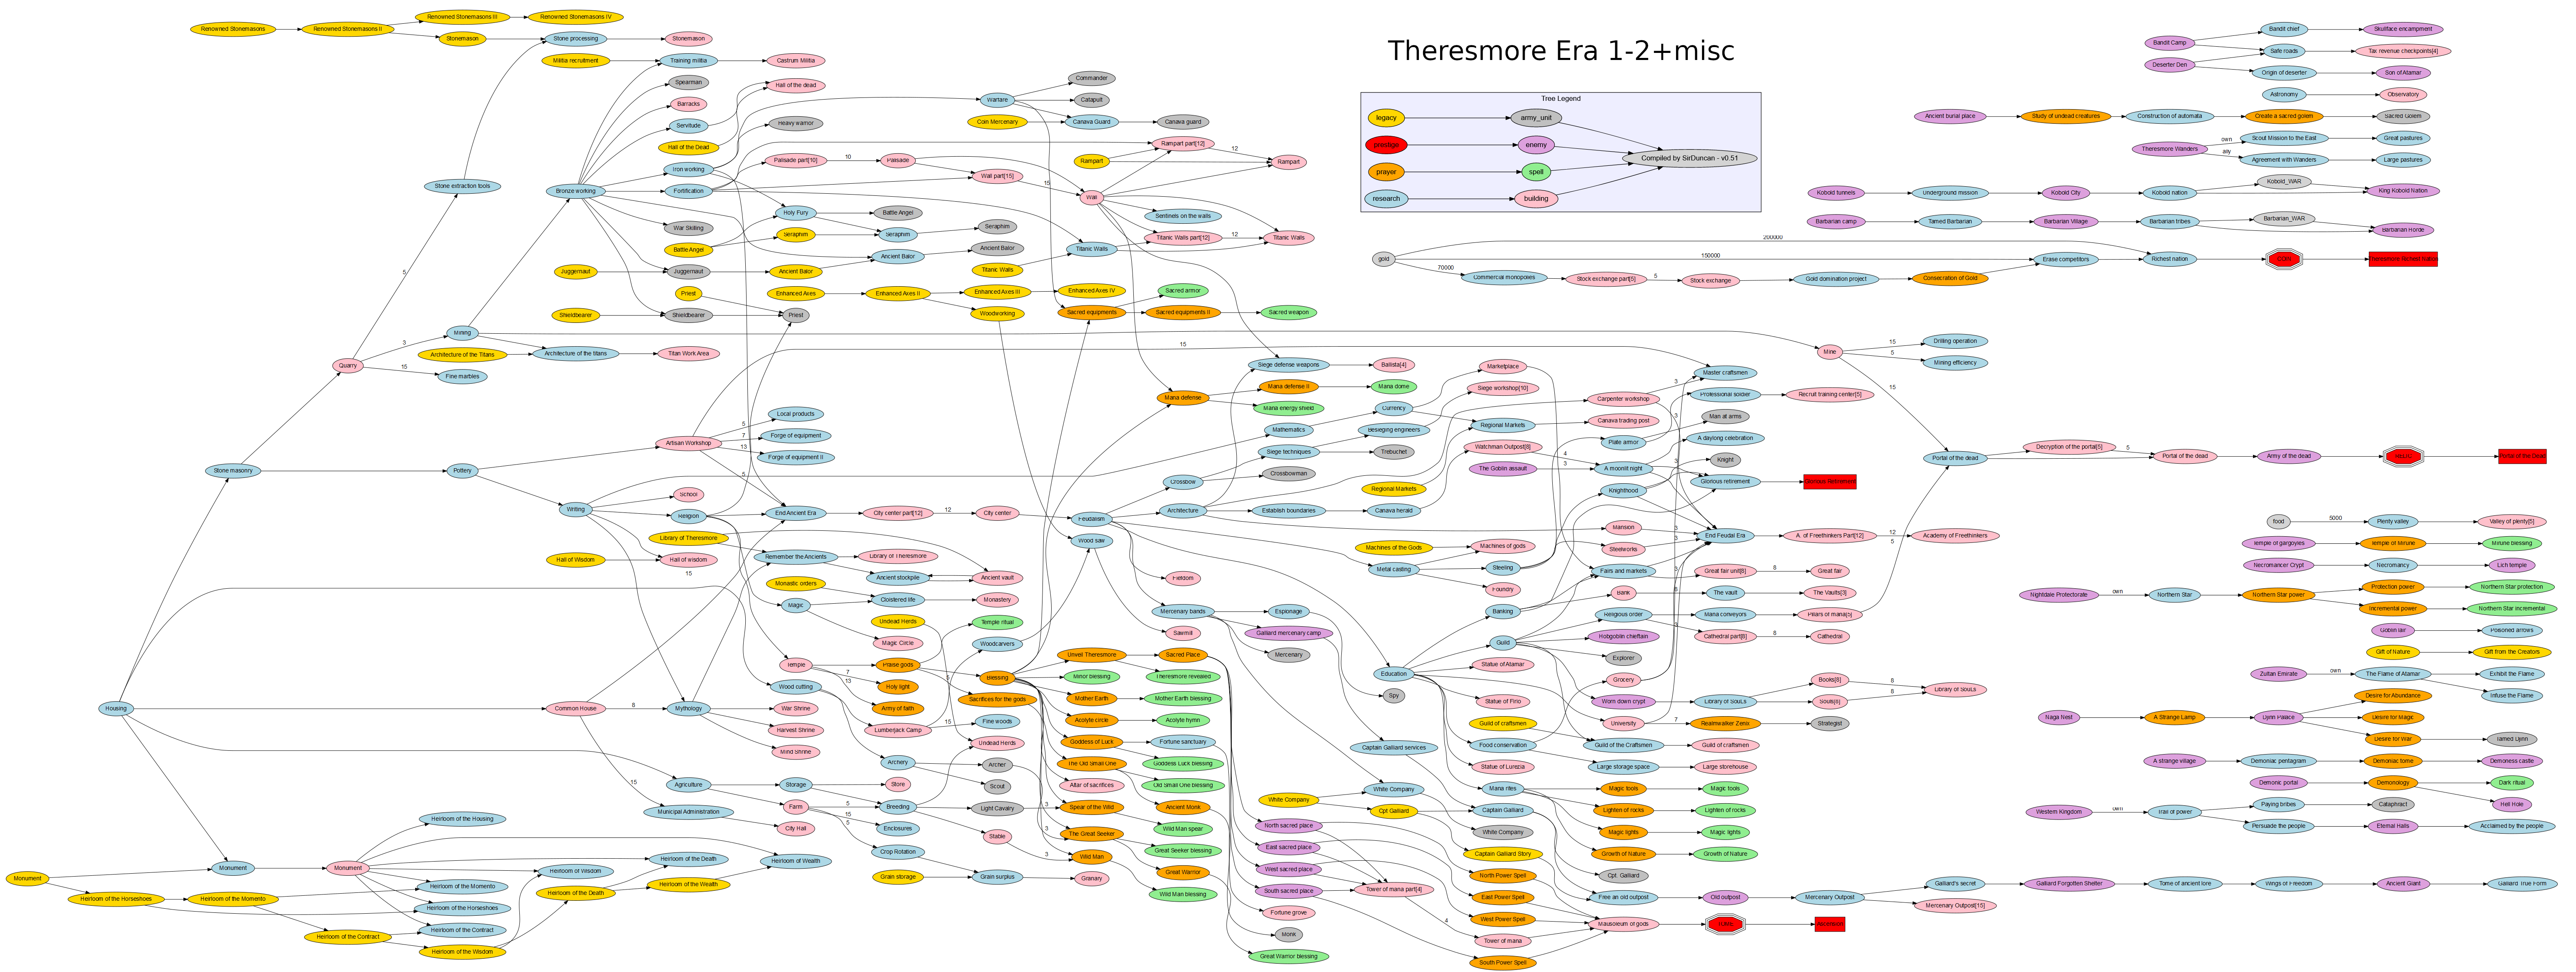 Theresmore Era 1-2+misc
Tree Legend
legacy
army_unit
prestige
enemy
Compiled by SirDuncan - v0.51
prayer
spell
research
building
Renowned Stonemasons
Renowned Stonemasons II
Renowned Stonemasons III
Renowned Stonemasons IV
Stonemason
Stone processing
Stonemason
Militia recruitment
Training militia
Castrum Militia
Spearman
Hall of the dead
Barracks
Servitude
Heavy warrior
Hall of the Dead
Warfare
Commander
Catapult
Coin Mercenary
Canava Guard
Canava guard
Stone extraction tools
Bronze working
Iron working
Fortification
Palisade part[10]
10
Palisade
Wall part[15]
15
Rampart
Rampart part[12]
12
Rampart
Wall
Sentinels on the walls
Titanic Walls part[12]
12
Titanic Walls
Titanic Walls
Titanic Walls
Holy Fury
Battle Angel
War Skilling
Battle Angel
Seraphim
Seraphim
Seraphim
Ancient Balor
Ancient Balor
Juggernaut
Juggernaut
Ancient Balor
Priest
Enhanced Axes
Enhanced Axes II
Enhanced Axes III
Enhanced Axes IV
Woodworking
Shieldbearer
Shieldbearer
Priest
Sacred equipments
Sacred armor
Sacred equipments II
Sacred weapon
5
Mining
3
Quarry
15
Fine marbles
Architecture of the Titans
Architecture of the titans
Titan Work Area
15
Mine
15
Drilling operation
5
Mining efficiency
15
Siege defense weapons
Ballista[4]
Mana defense
Mana defense II
Mana dome
Mana energy shield
Marketplace
Siege workshop[10]
Currency
Mathematics
Besieging engineers
Regional Markets
Canava trading post
Carpenter workshop
3
Master craftsmen
Professional soldier
Recruit training center[5]
Man at arms
Plate armor
A daylong celebration
Local products
5
Artisan Workshop
7
Forge of equipment
13
Forge of equipment II
5
Stone masonry
Pottery
Writing
School
Religion
End Ancient Era
City center part[12]
12
City center
Feudalism
Wood saw
Crossbow
Siege techniques
Trebuchet
Crossbowman
Architecture
Establish boundaries
Canava herald
Regional Markets
Watchman Outpost[8]
4
The Goblin assault
3
A moonlit night
3
Knight
Knighthood
Glorious retirement
Glorious Retirement
Mansion
3
End Feudal Era
A. of Freethinkers Part[12]
12
Academy of Freethinkers
Steelworks
3
Machines of the Gods
Machines of gods
Metal casting
Steeling
Foundry
Fairs and markets
Great fair unit[8]
8
Great fair
Bank
The vault
The Vaults[3]
Banking
Religious order
Mana conveyors
Pillars of mana[5]
5
Cathedral part[8]
8
Cathedral
Guild
Hobgoblin chieftain
Explorer
Grocery
Statue of Atamar
Education
Worn down crypt
Library of SouLs
Books[8]
8
Souls[8]
8
Library of SouLs
Statue of Firio
University
7
Realmwalker Zenix
Strategist
Guild of craftsmen
Food conservation
Guild of the Craftsmen
Guild of craftsmen
Large storage space
Large storehouse
Statue of Lurezia
Mana rites
Magic tools
Magic tools
Lighten of rocks
Lighten of rocks
Magic lights
Magic lights
Growth of Nature
Growth of Nature
Portal of the dead
Decryption of the portal[5]
5
Portal of the dead
Army of the dead
Portal of the Dead
Library of Theresmore
Hall of Wisdom
Hall of wisdom
Remember the Ancients
Library of Theresmore
Ancient stockpile
Ancient vault
Monastic orders
Cloistered life
Monastery
Magic
Undead Herds
Magic Circle
Temple ritual
Woodcarvers
Fiefdom
Mercenary bands
Sawmill
Espionage
Galliard mercenary camp
Mercenary
Spy
15
Temple
Praise gods
7
Holy light
13
Army of faith
5
Sacrifices for the gods
Blessing
Unveil Theresmore
Sacred Place
Minor blessing
Theresmore revealed
Mother Earth
Mother Earth blessing
Acolyte circle
Acolyte hymn
Goddess of Luck
Fortune sanctuary
Goddess Luck blessing
The Old Small One
Old Small One blessing
Altar of sacrifices
Housing
Common House
8
Mythology
War Shrine
Harvest Shrine
Mind Shrine
Wood cutting
Lumberjack Camp
15
Fine woods
Undead Herds
Archery
Archer
Scout
Agriculture
Storage
Store
Farm
5
Breeding
Light Cavalry
15
Enclosures
5
Crop Rotation
Stable
3
15
Municipal Administration
City Hall
Grain storage
Grain surplus
Granary
3
Spear of the Wild
Ancient Monk
Wild Man spear
3
The Great Seeker
Great Seeker blessing
Wild Man
Great Warrior
Wild Man blessing
Fortune grove
Monk
Great Warrior blessing
Monument
Monument
Monument
Heirloom of the Housing
Heirloom of the Death
Heirloom of Wealth
Heirloom of Wisdom
Heirloom of the Horseshoes
Heirloom of the Momento
Heirloom of the Momento
Heirloom of the Horseshoes
Heirloom of the Contract
Heirloom of the Contract
Heirloom of the Wisdom
Heirloom of the Death
Heirloom of the Wealth
Captain Galliard services
White Company
White Company
Cpt Galliard
Captain Galliard
White Company
North sacred place
East sacred place
West sacred place
South sacred place
Captain Galliard Story
Cpt. Galliard
Tower of mana part[4]
4
Tower of mana
North Power Spell
East Power Spell
West Power Spell
South Power Spell
Free an old outpost
Old outpost
Mercenary Outpost
Galliard's secret
Mercenary Outpost[15]
Galliard Forgotten Shelter
Tome of ancient lore
Wings of Freedom
Ancient Giant
Galliard True Form
Mausoleum of gods
Ascension
Bandit Camp
Bandit chief
Skullface encampment
Safe roads
Tax revenue checkpoints[4]
Deserter Den
Origin of deserter
Son of Atamar
Astronomy
Observatory
Ancient burial place
Study of undead creatures
Construction of automata
Create a sacred golem
Sacred Golem
Theresmore Wanders
own
Scout Mission to the East
Great pastures
ally
Agreement with Wanders
Large pastures
Kobold tunnels
Underground mission
Kobold City
Kobold nation
Kobold_WAR
King Kobold Nation
Barbarian camp
Tamed Barbarian
Barbarian Village
Barbarian tribes
Barbarian_WAR
Barbarian Horde
gold
200000
150000
70000
Commercial monopolies
Stock exchange part[5]
5
Stock exchange
Gold domination project
Consecration of Gold
Erase competitors
Richest nation
Theresmore Richest Nation
food
5000
Plenty valley
Valley of plenty[5]
Temple of gargoyles
Temple of Mirune
Mirune blessing
Necromancer Crypt
Necromancy
Lich temple
Nightdale Protectorate
own
Northern Star
Northern Star power
Protection power
Northern Star protection
Incremental power
Northern Star incremental
Goblin lair
Poisoned arrows
Gift of Nature
Gift from the Creators
Zultan Emirate
own
The Flame of Atamar
Exhibit the Flame
Infuse the Flame
Naga Nest
A Strange Lamp
Djinn Palace
Desire for Abundance
Desire for Magic
Desire for War
Tamed Djinn
A strange village
Demoniac pentagram
Demoniac tome
Demoness castle
Demonic portal
Demonology
Dark ritual
Hell Hole
Western Kingdom
own
Trail of power
Paying bribes
Cataphract
Persuade the people
Eternal Halls
Acclaimed by the people